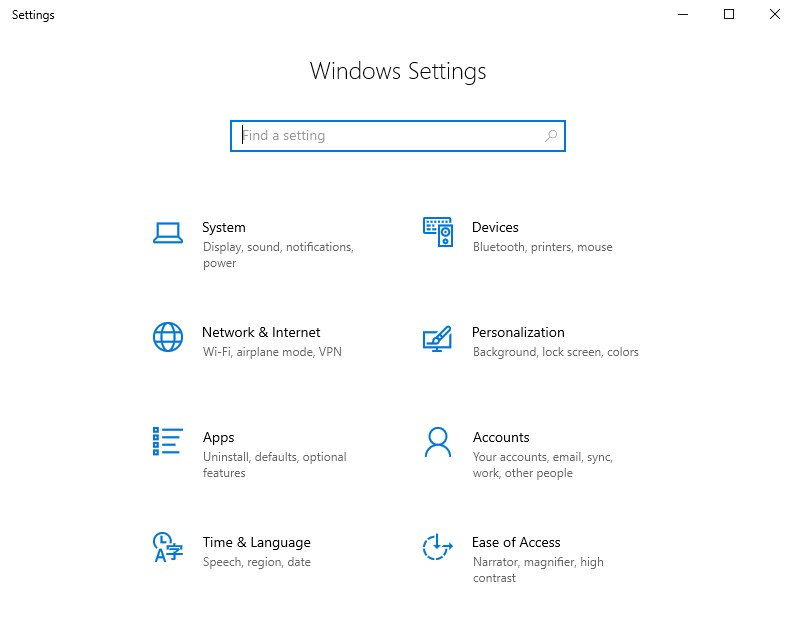 Settings
Windows Settings
Find a setting
System
Display, sound, notifications,
power
Devices
Bluetooth, printers, mouse
Network & Internet
Wi-Fi, airplane mode, VPN
Personalization
Background, lock screen, colors
Apps
Uninstall, defaults, optional
features
Accounts
Your accounts, email, sync,
work, other people
A字
Time & Language
Speech, region, date
Ease of Access
Narrator, magnifier, high
contrast